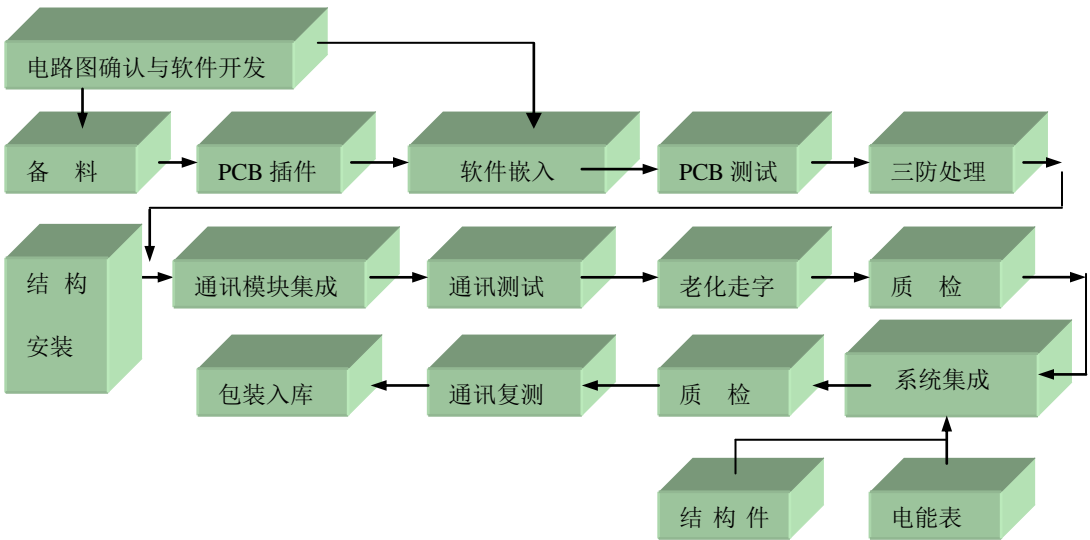 电路图确认与软件开发
备 料
PCB 插件
软件嵌入
PCB 测试
三防处理
结 构
安装
通讯模块集成
通讯测试
老化走字
质 检
系统集成
质 检
通讯复测
包装入库
结 构 件
电能表